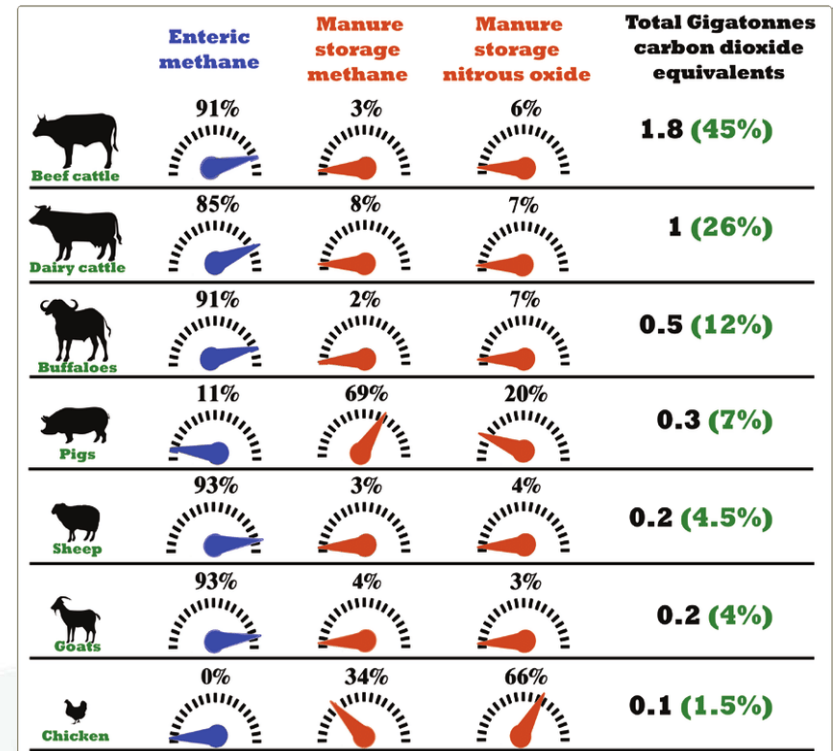 Enteric
methane
Manure
storage
methane
Manure
storage
nitrous oxide
Total Gigatonnes
carbon dioxide
equivalents
Beef cattle
91%
3%
6%
1.8 (45%)
Dairy cattle
85%
8%
7%
1 (26%)
Buffaloes
91%
2%
7%
0.5 (12%)
Pigs
11%
69%
20%
0.3 (7%)
Sheep
93%
3%
4%
0.2 (4.5%)
Goats
93%
4%
3%
0.2 (4%)
Chicken
0%
34%
66%
0.1 (1.5%)